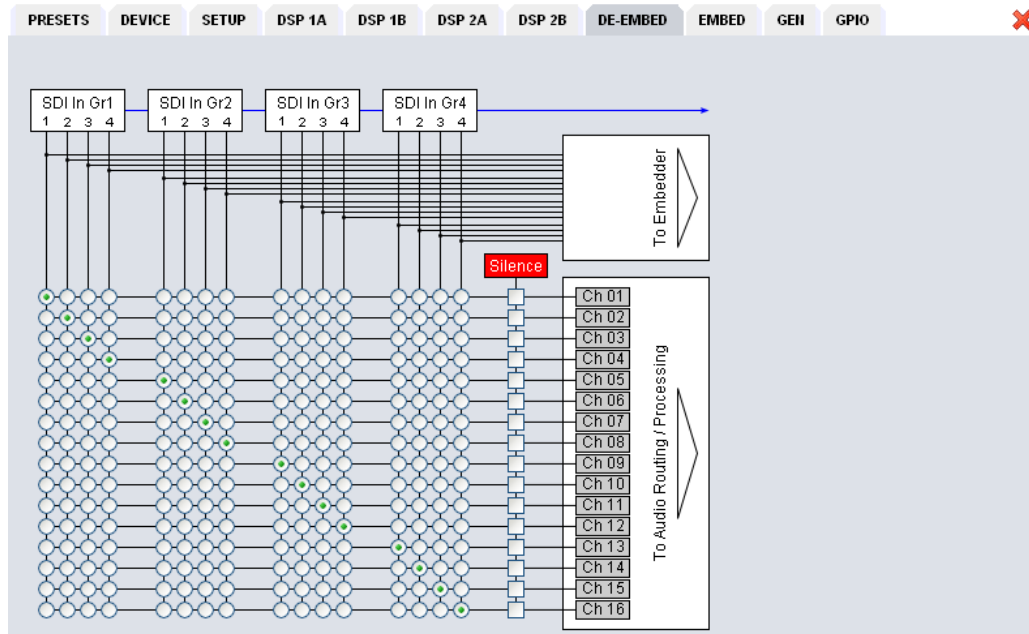 PRESETS DEVICE SETUP DSP 1A DSP 1B DSP 2A DSP 2B DE-EMBED EMBED GEN GPIO
SDI In Gr1 SDI In Gr2 SDI In Gr3 SDI In Gr4
1 2 3 4 1 2 3 4 1 2 3 4 1 2 3 4
To Embedder
Silence
Ch 01
Ch 02
Ch 03
Ch 04
Ch 05
Ch 06
Ch 07
Ch 08
Ch 09
Ch 10
Ch 11
Ch 12
Ch 13
Ch 14
Ch 15
Ch 16
To Audio Routing / Processing